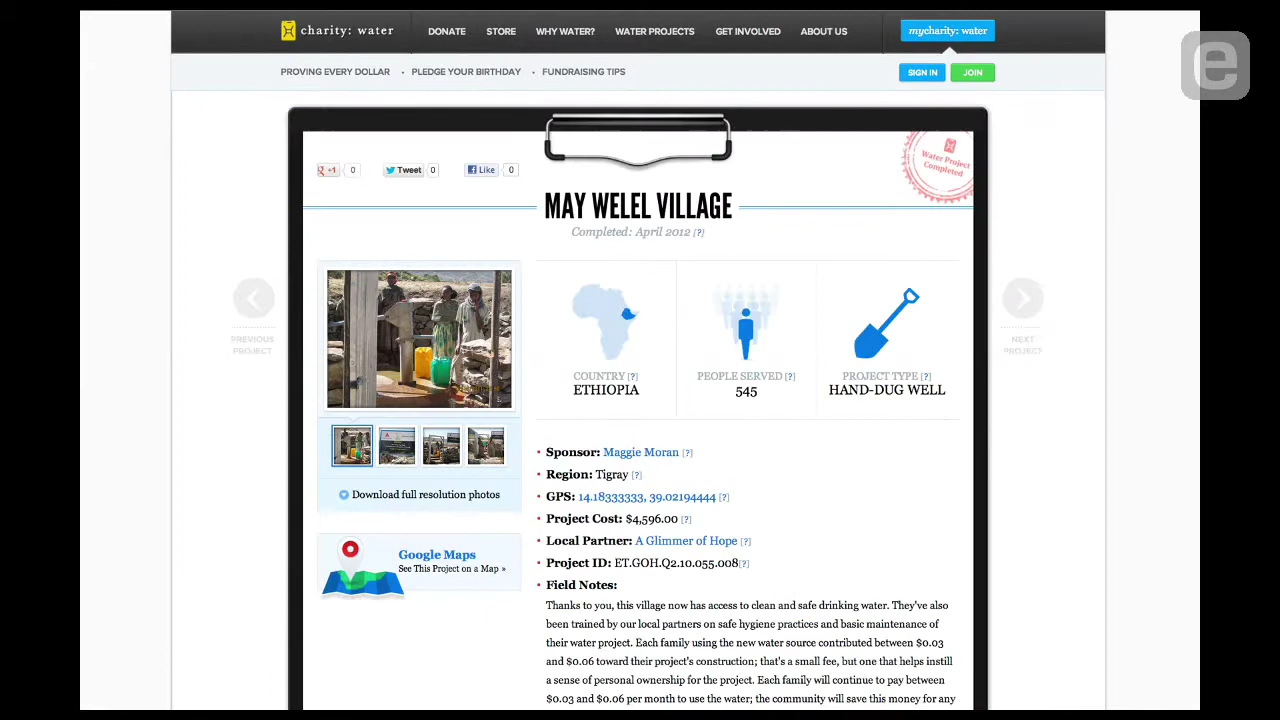 charity: water
DONATE STORE WHY WATER? WATER PROJECTS GET INVOLVED ABOUT US
mycharity: water
PROVING EVERY DOLLAR • PLEDGE YOUR BIRTHDAY • FUNDRAISING TIPS
SIGN IN JOIN
e
+1 0 Tweet 0 Like 0
Water Project
Completed
MAY WELEL VILLAGE
Completed: April 2012 [?]
PREVIOUS
PROJECT
NEXT
PROJECT
COUNTRY [?]
ETHIOPIA
PEOPLE SERVED [?]
545
PROJECT TYPE [?]
HAND-DUG WELL
Download full resolution photos
Google Maps
See This Project on a Map »
• Sponsor: Maggie Moran [?]
• Region: Tigray [?]
• GPS: 14.18333333, 39.02194444 [?]
• Project Cost: $4,596.00 [?]
• Local Partner: A Glimmer of Hope [?]
• Project ID: ET.GOH.Q2.10.055.008[?]
• Field Notes:
Thanks to you, this village now has access to clean and safe drinking water. They've also
been trained by our local partners on safe hygiene practices and basic maintenance of
their water project. Each family using the new water source contributed between $0.03
and $0.06 toward their project's construction; that's a small fee, but one that helps instill
a sense of personal ownership for the project. Each family will continue to pay between
$0.03 and $0.06 per month to use the water; the community will save this money for any